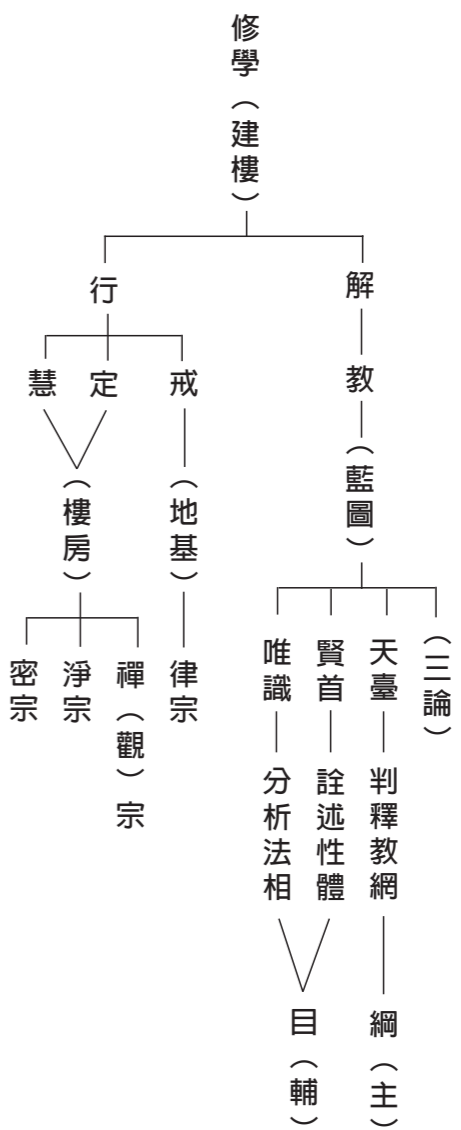 修學（建樓）
解
教
（藍圖）
（三論）
天臺
判釋教網
綱（主）
賢首
詮述性體
唯識
分析法相
目（輔）
行
戒
（地基）
律宗
定
慧
（樓房）
禪（觀）宗
淨宗
密宗